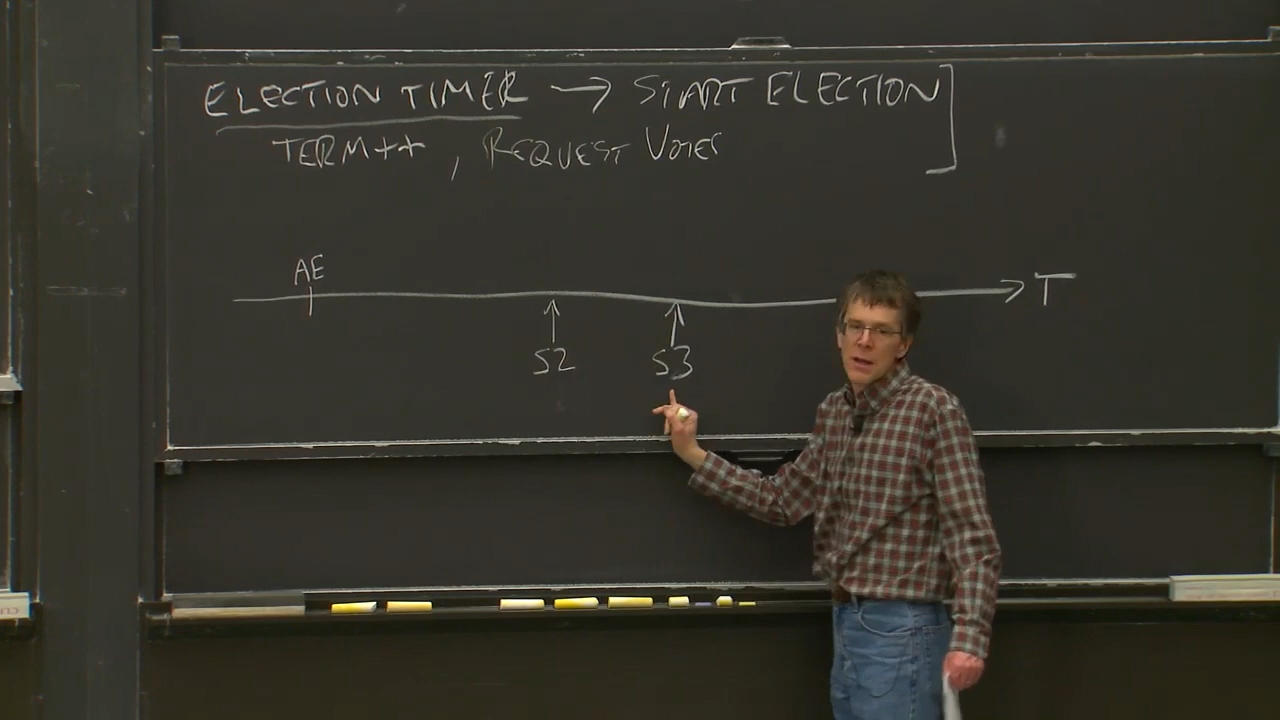 ELECTION TIMER → START ELECTION]
TERM++, REQUEST VOTES
AE
T
S2 S3